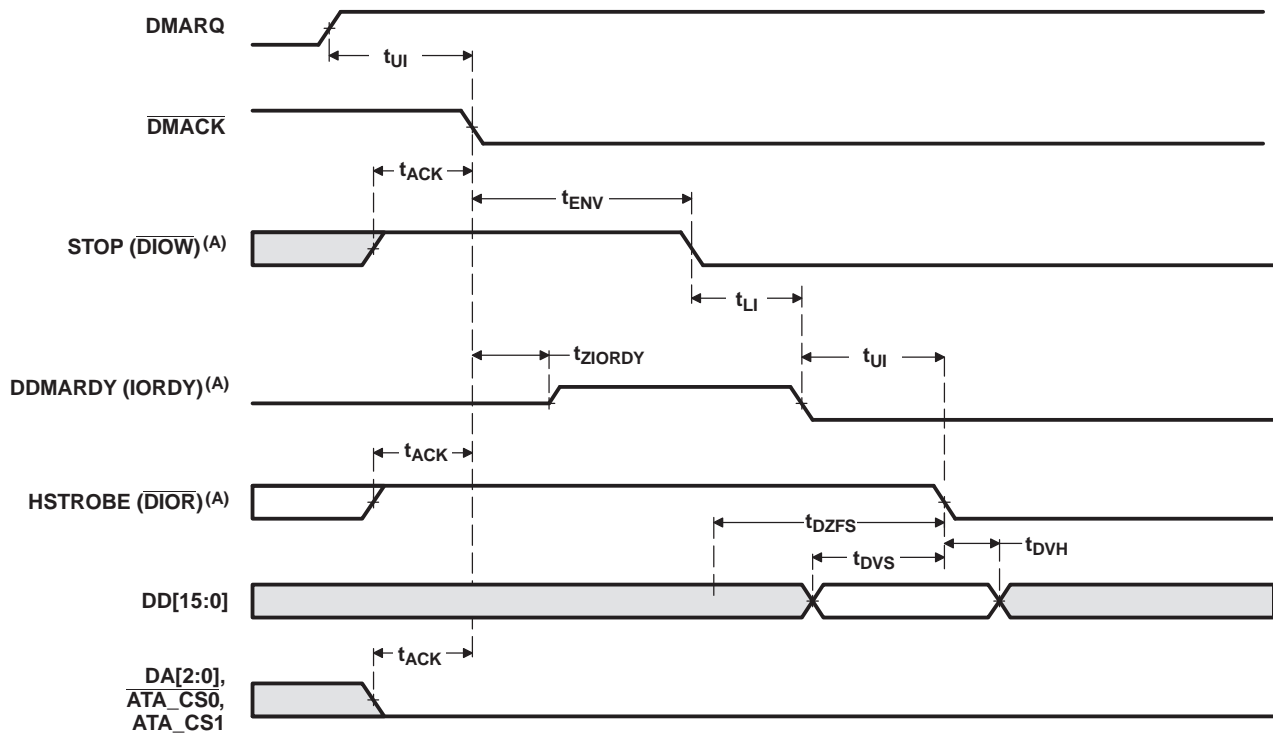 DMARQ
tUI
DMACK
tACK
tENV
STOP (DIOW)(A)
tLI
tZIORDY
tUI
DDMARDY (IORDY)(A)
tACK
HSTROBE (DIOR)(A)
tDZFS
tDVH
tDVS
DD[15:0]
tACK
DA[2:0],
ATA_CS0,
ATA_CS1